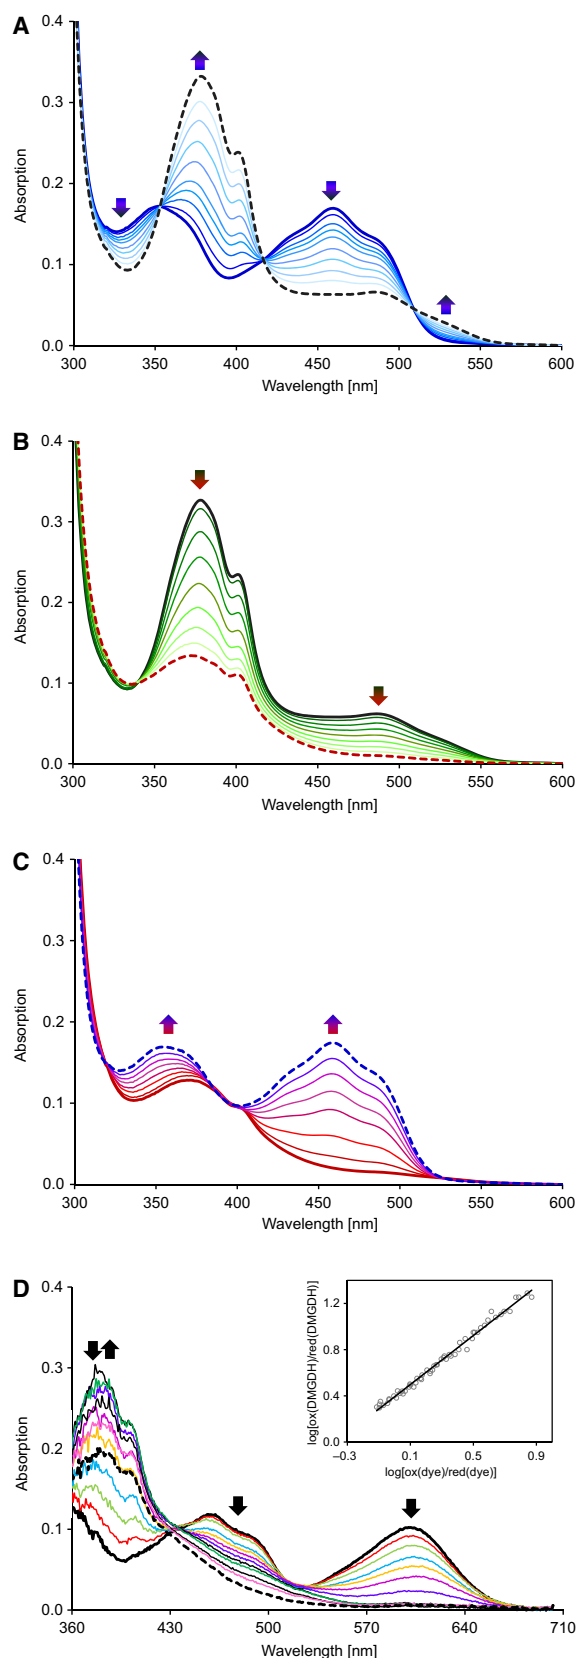 A
0.4
0.3
0.2
0.1
0.0
Absorption
300 350 400 450 500 550 600
Wavelength [nm]
B
0.4
0.3
0.2
0.1
0.0
Absorption
300 350 400 450 500 550 600
Wavelength [nm]
C
0.4
0.3
0.2
0.1
0.0
Absorption
300 350 400 450 500 550 600
Wavelength [nm]
D
0.4
0.3
0.2
0.1
0.0
Absorption
360 430 500 570 640 710
Wavelength [nm]
log[ox(DMGDH)/red(DMGDH)]
1.2
0.8
0.4
0.0
−0.3 0.1 0.5 0.9
log[ox(dye)/red(dye)]